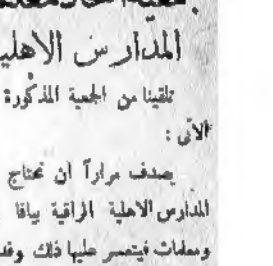 المدارس الاهلية
تلقينا من الجمعية المذكورة
الآتي :
يصدف مراراً ان تحتاج
المدارس الاهلية الراقية بيافا
ومعلمات فيتعسر عليها ذلك وقد